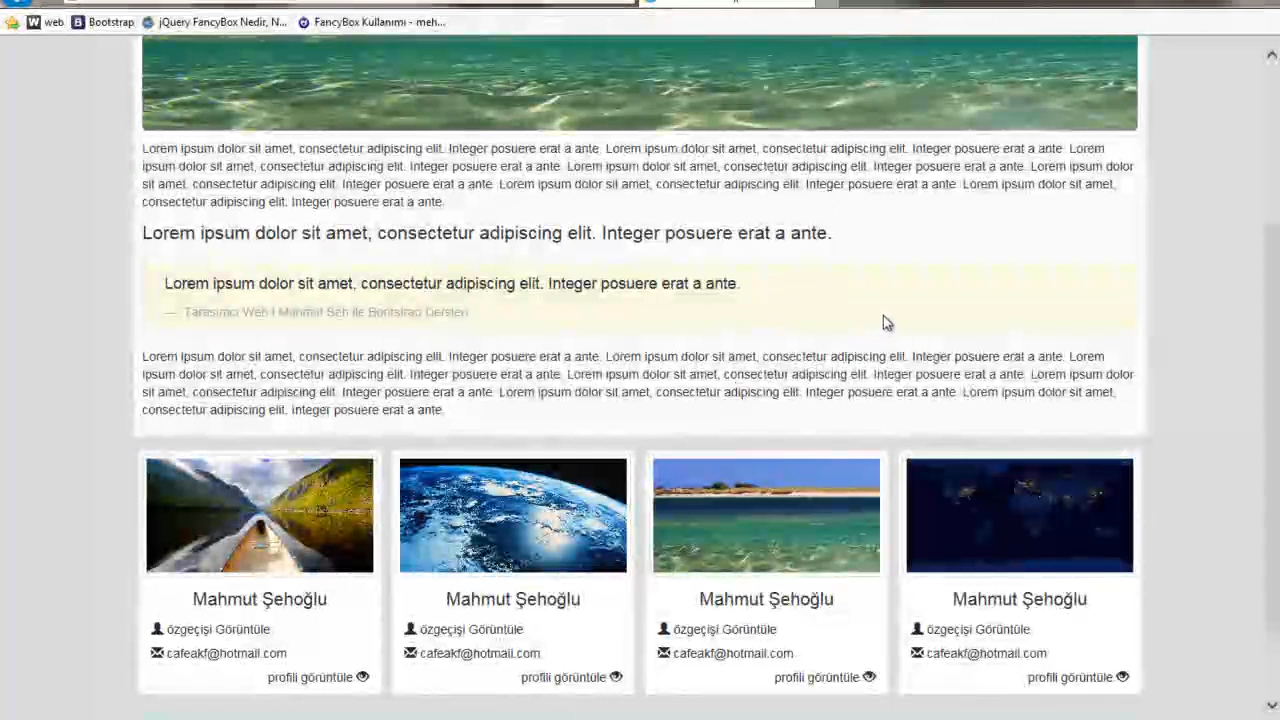 web Bootstrap jQuery FancyBox Nedir, N... FancyBox Kullanımı - meh...
Lorem ipsum dolor sit amet, consectetur adipiscing elit. Integer posuere erat a ante. Lorem ipsum dolor sit amet, consectetur adipiscing elit. Integer posuere erat a ante. Lorem
ipsum dolor sit amet, consectetur adipiscing elit. Integer posuere erat a ante. Lorem ipsum dolor sit amet, consectetur adipiscing elit. Integer posuere erat a ante. Lorem ipsum dolor
sit amet, consectetur adipiscing elit. Integer posuere erat a ante. Lorem ipsum dolor sit amet, consectetur adipiscing elit. Integer posuere erat a ante. Lorem ipsum dolor sit amet,
consectetur adipiscing elit. Integer posuere erat a ante.
Lorem ipsum dolor sit amet, consectetur adipiscing elit. Integer posuere erat a ante.
Lorem ipsum dolor sit amet, consectetur adipiscing elit. Integer posuere erat a ante.
— Tarasımcı Web | Mahmut Şeh ile Bootstrap Dersleri
Lorem ipsum dolor sit amet, consectetur adipiscing elit. Integer posuere erat a ante. Lorem ipsum dolor sit amet, consectetur adipiscing elit. Integer posuere erat a ante. Lorem
ipsum dolor sit amet, consectetur adipiscing elit. Integer posuere erat a ante. Lorem ipsum dolor sit amet, consectetur adipiscing elit. Integer posuere erat a ante. Lorem ipsum dolor
sit amet, consectetur adipiscing elit. Integer posuere erat a ante. Lorem ipsum dolor sit amet, consectetur adipiscing elit. Integer posuere erat a ante. Lorem ipsum dolor sit amet,
consectetur adipiscing elit. Integer posuere erat a ante.
Mahmut Şehoğlu Mahmut Şehoğlu Mahmut Şehoğlu Mahmut Şehoğlu
özgeçişi Görüntüle özgeçişi Görüntüle özgeçişi Görüntüle özgeçişi Görüntüle
cafeakf@hotmail.com cafeakf@hotmail.com cafeakf@hotmail.com cafeakf@hotmail.com
profili görüntüle profili görüntüle profili görüntüle profili görüntüle